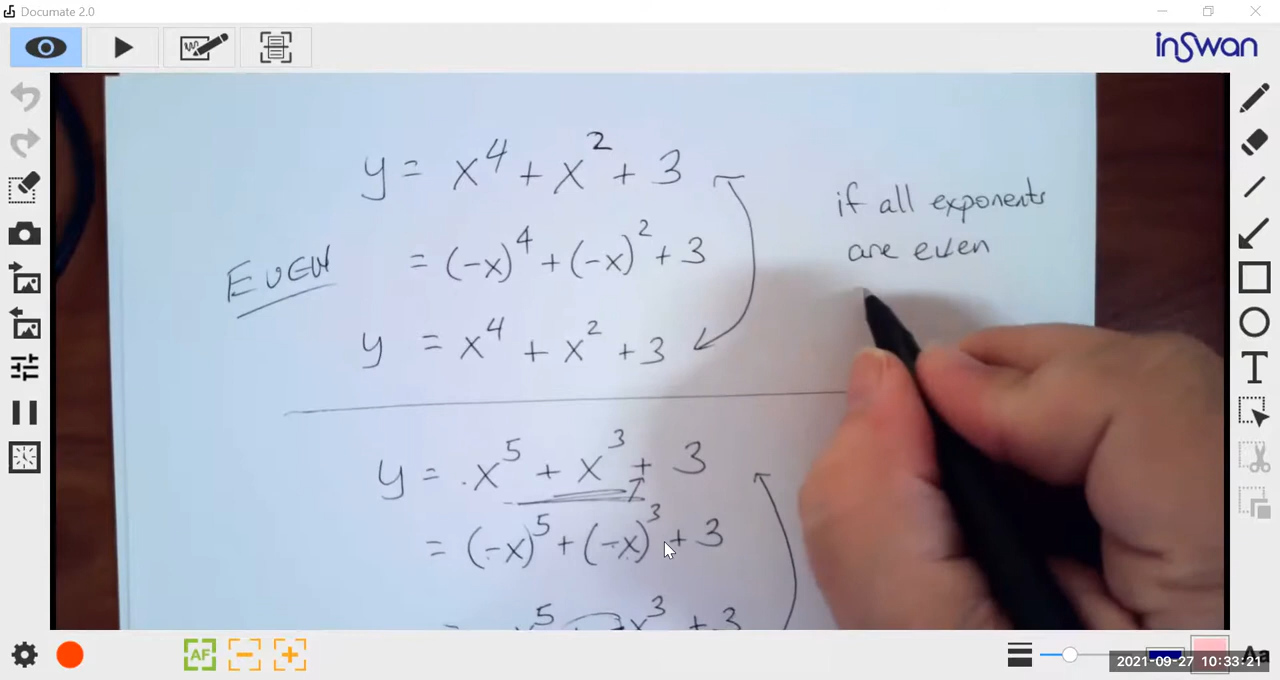 Documate 2.0
inSwan
y = x⁴ + x² + 3
if all exponents
are even
EVEN
= (-x)⁴ + (-x)² + 3
y = x⁴ + x² + 3
y = x⁵ + x³ + 3
= (-x)⁵ + (-x)³ + 3
AF
Aa
2021-09-27 10:33:21